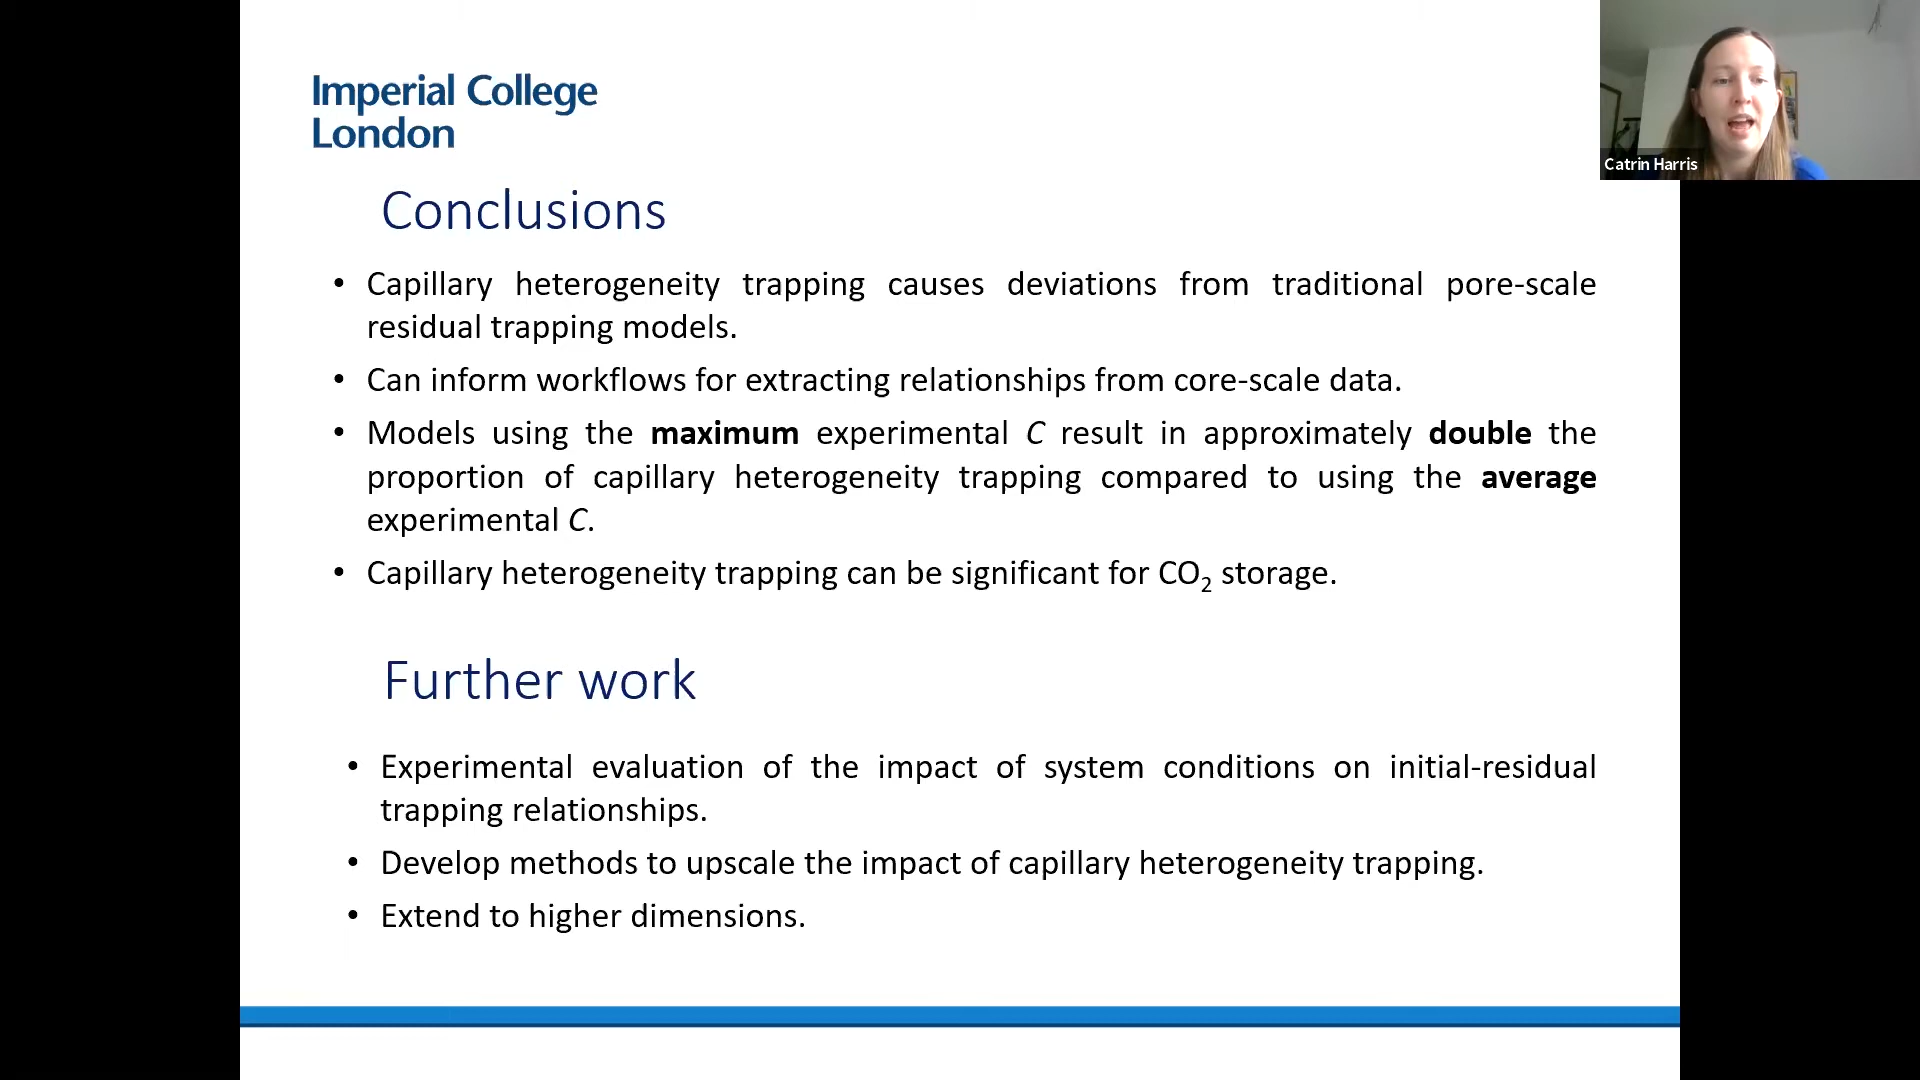 Imperial College
London
Catrin Harris
Conclusions
• Capillary heterogeneity trapping causes deviations from traditional pore-scale
residual trapping models.
• Can inform workflows for extracting relationships from core-scale data.
• Models using the maximum experimental C result in approximately double the
proportion of capillary heterogeneity trapping compared to using the average
experimental C.
• Capillary heterogeneity trapping can be significant for CO₂ storage.
Further work
• Experimental evaluation of the impact of system conditions on initial-residual
trapping relationships.
• Develop methods to upscale the impact of capillary heterogeneity trapping.
• Extend to higher dimensions.